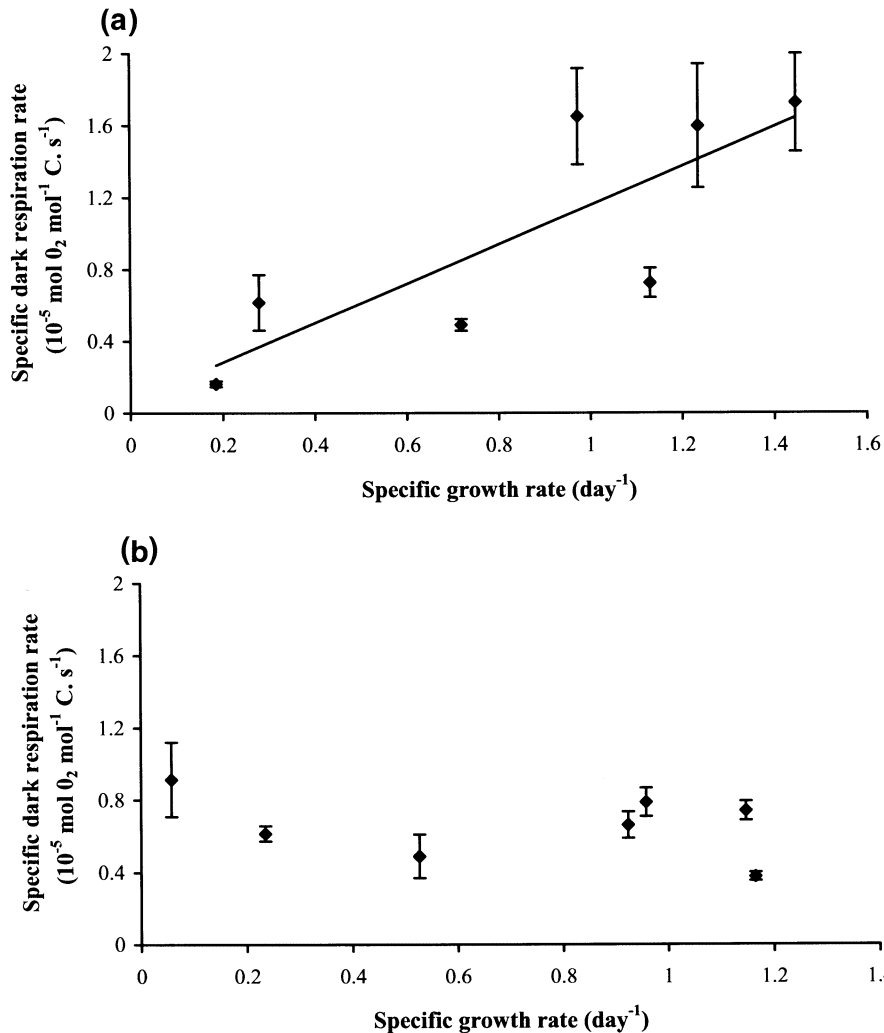 (a)
Specific dark respiration rate
(10⁻⁵ mol 0₂ mol⁻¹ C. s⁻¹)
2
1.6
1.2
0.8
0.4
0
0 0.2 0.4 0.6 0.8 1 1.2 1.4 1.6
Specific growth rate (day⁻¹)
(b)
Specific dark respiration rate
(10⁻⁵ mol 0₂ mol⁻¹ C. s⁻¹)
2
1.6
1.2
0.8
0.4
0
0 0.2 0.4 0.6 0.8 1 1.2
Specific growth rate (day⁻¹)